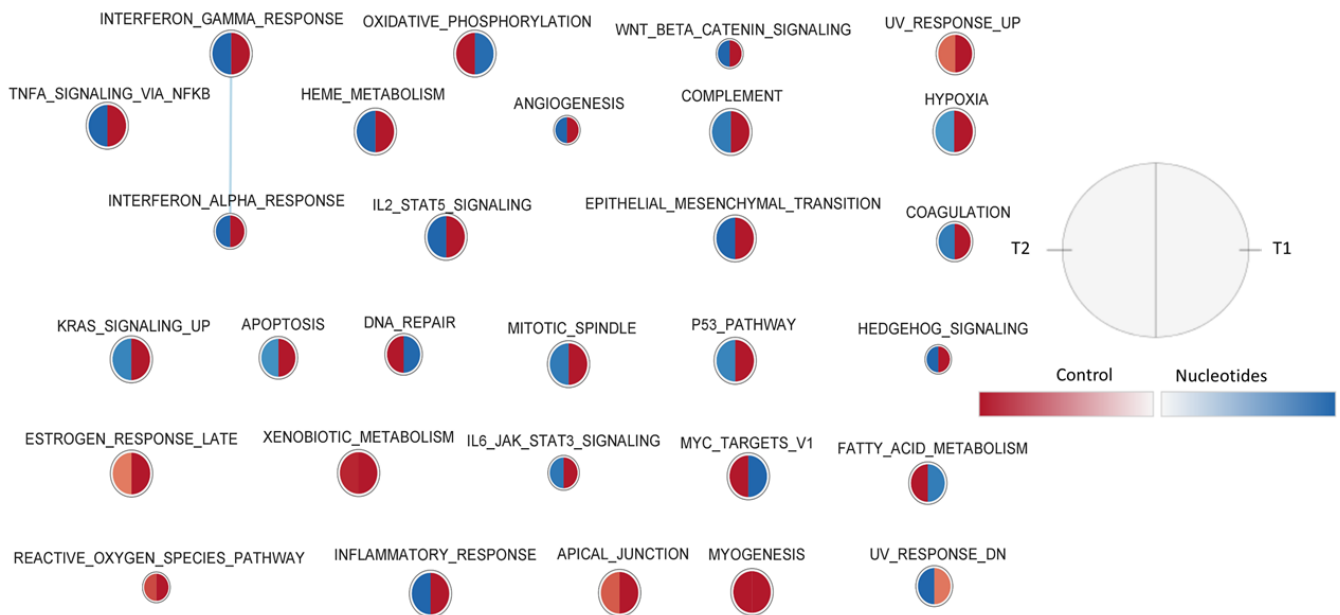 INTERFERON_GAMMA_RESPONSE
OXIDATIVE_PHOSPHORYLATION
WNT_BETA_CATENIN_SIGNALING
UV_RESPONSE_UP
TNFA_SIGNALING_VIA_NFKB
HEME_METABOLISM
ANGIOGENESIS
COMPLEMENT
HYPOXIA
INTERFERON_ALPHA_RESPONSE
IL2_STAT5_SIGNALING
EPITHELIAL_MESENCHYMAL_TRANSITION
COAGULATION
T2
T1
KRAS_SIGNALING_UP
APOPTOSIS
DNA_REPAIR
MITOTIC_SPINDLE
P53_PATHWAY
HEDGEHOG_SIGNALING
Control
Nucleotides
ESTROGEN_RESPONSE_LATE
XENOBIOTIC_METABOLISM
IL6_JAK_STAT3_SIGNALING
MYC_TARGETS_V1
FATTY_ACID_METABOLISM
REACTIVE_OXYGEN_SPECIES_PATHWAY
INFLAMMATORY_RESPONSE
APICAL_JUNCTION
MYOGENESIS
UV_RESPONSE_DN